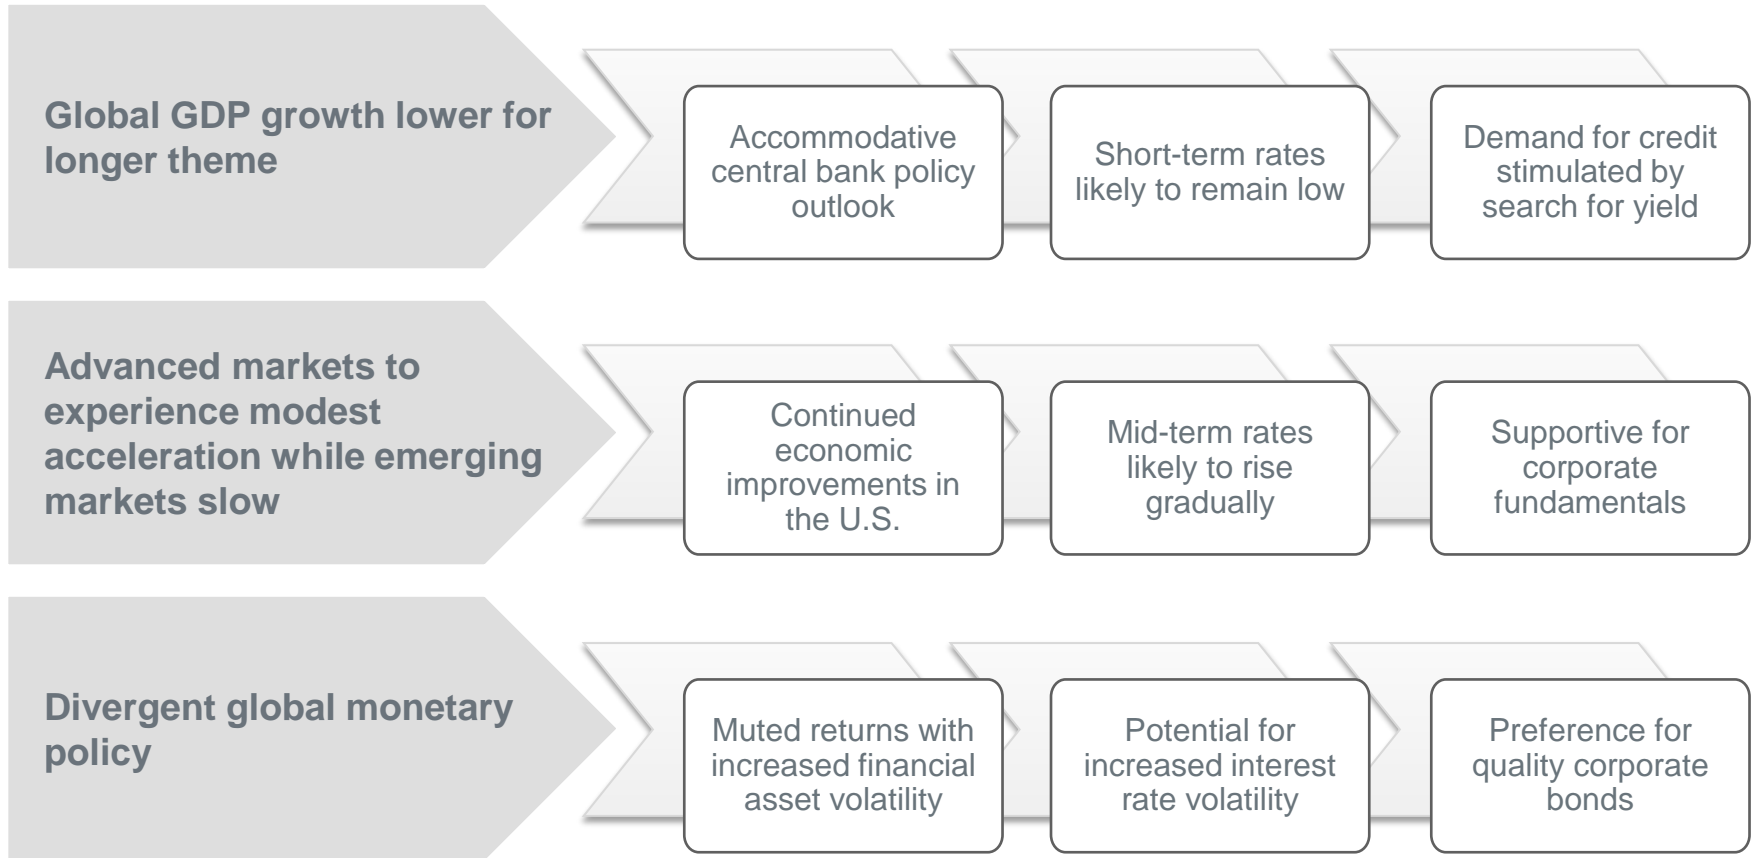 Global GDP growth lower for
longer theme
Accommodative
central bank policy
outlook
Short-term rates
likely to remain low
Demand for credit
stimulated by
search for yield
Advanced markets to
experience modest
acceleration while emerging
markets slow
Continued
economic
improvements in
the U.S.
Mid-term rates
likely to rise
gradually
Supportive for
corporate
fundamentals
Divergent global monetary
policy
Muted returns with
increased financial
asset volatility
Potential for
increased interest
rate volatility
Preference for
quality corporate
bonds